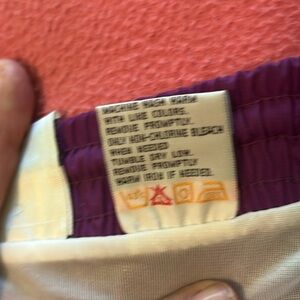 MACHINE WASH WARM
WITH LIKE COLORS.
REMOVE PROMPTLY.
ONLY NON-CHLORINE BLEACH
WHEN NEEDED
TUMBLE DRY LOW.
REMOVE PROMPTLY
WARM IRON IF NEEDED.